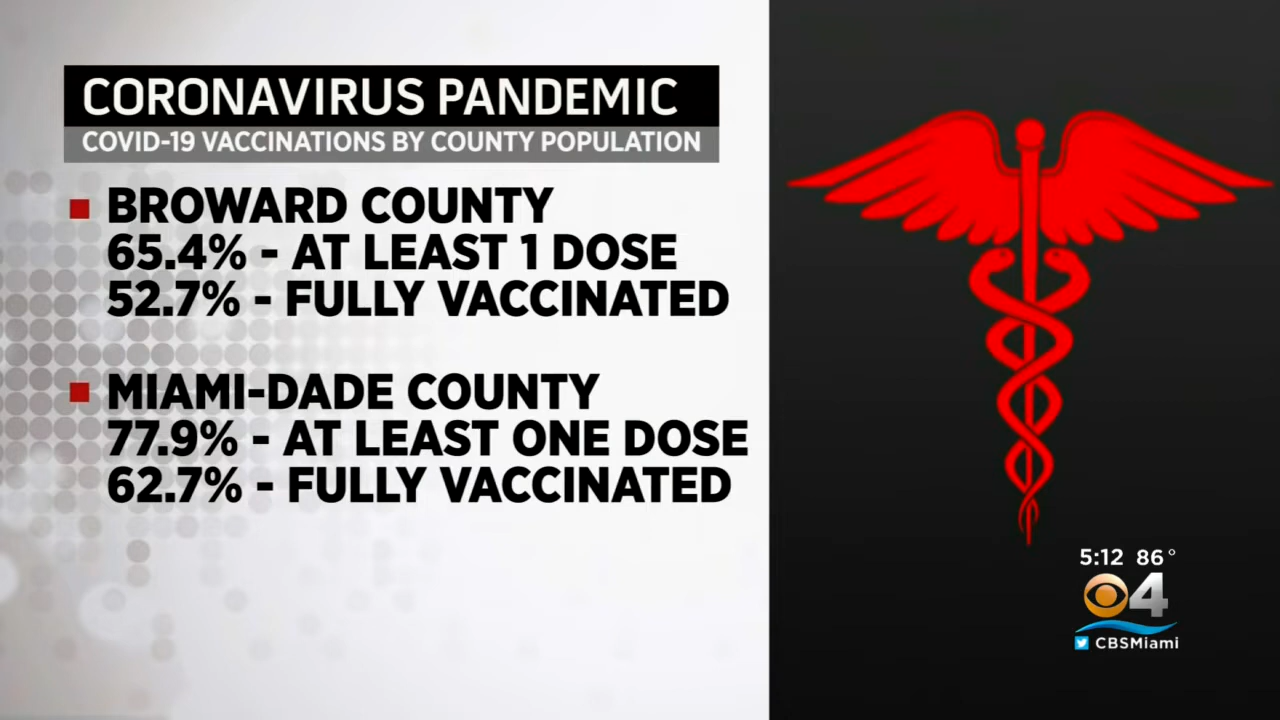 CORONAVIRUS PANDEMIC
COVID-19 VACCINATIONS BY COUNTY POPULATION
BROWARD COUNTY
65.4% - AT LEAST 1 DOSE
52.7% - FULLY VACCINATED
MIAMI-DADE COUNTY
77.9% - AT LEAST ONE DOSE
62.7% - FULLY VACCINATED
5:12 86°
4
CBSMiami